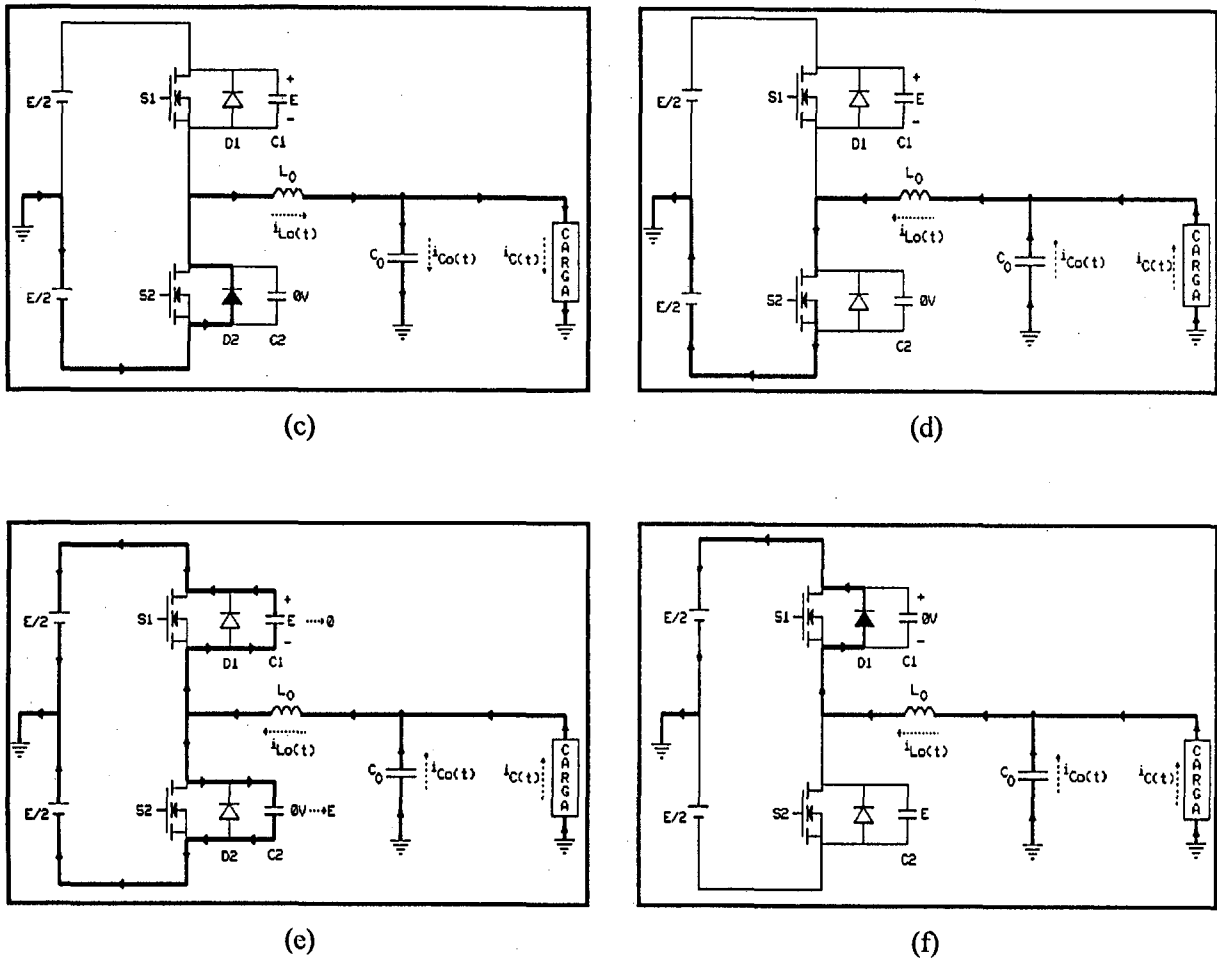 E/2
S1
+
E
-
D1
C1
L0
iLo(t)
C0
iCo(t)
iC(t)
CARGA
E/2
S2
0V
D2
C2
(c)
E/2
S1
+
E
-
D1
C1
L0
iLo(t)
C0
iCo(t)
iC(t)
CARGA
E/2
S2
0V
C2
(d)
E/2
S1
+
E ····→0
-
D1
C1
L0
iLo(t)
C0
iCo(t)
iC(t)
CARGA
E/2
S2
0V ···→E
D2
C2
(e)
E/2
S1
+
0V
-
D1
C1
L0
iLo(t)
C0
iCo(t)
iC(t)
CARGA
E/2
S2
E
C2
(f)